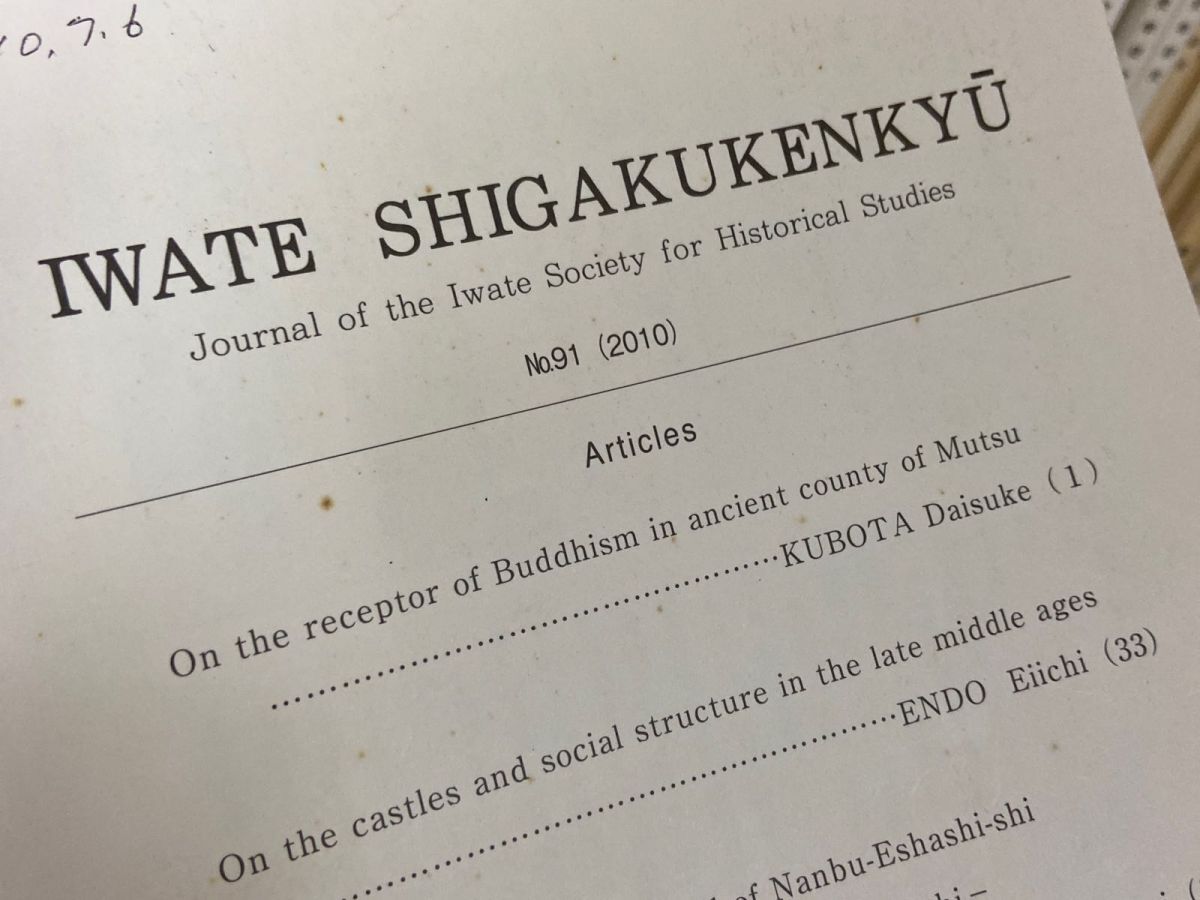 0, 7. 6
IWATE SHIGAKUKENKYŪ
Journal of the Iwate Society for Historical Studies
№91 (2010)
Articles
On the receptor of Buddhism in ancient county of Mutsu
........................................KUBOTA Daisuke (1)
On the castles and social structure in the late middle ages
..........................................ENDO Eiichi (33)
of Nanbu-Eshashi-shi